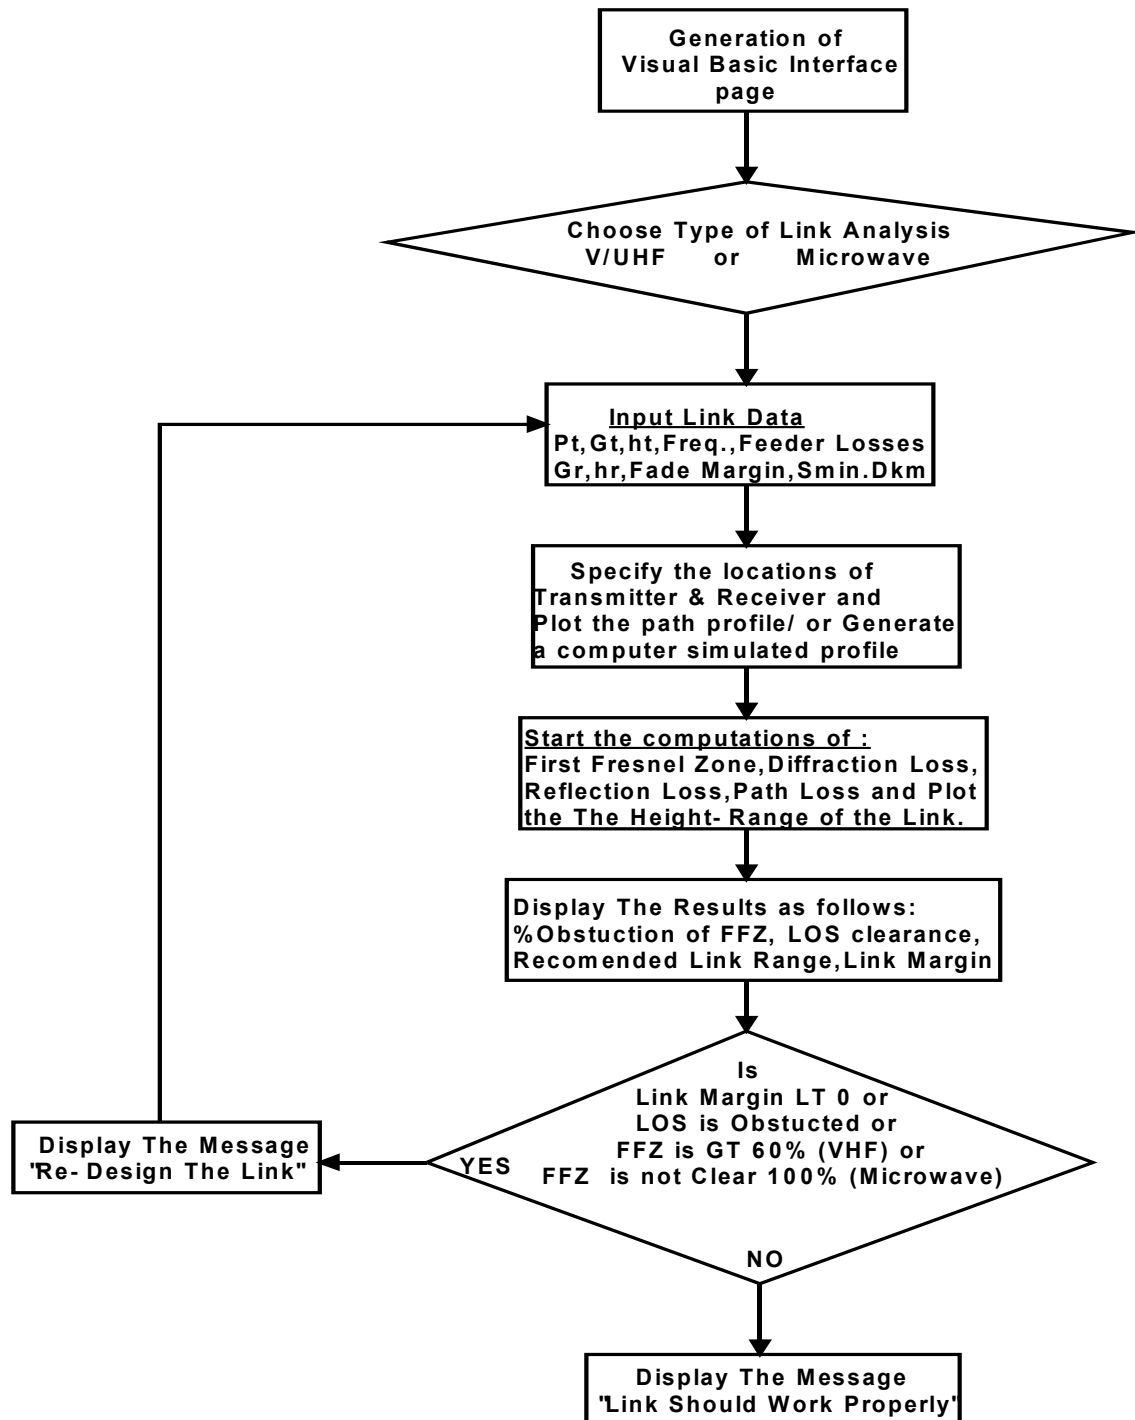 Generation of
Visual Basic Interface
page
Choose Type of Link Analysis
V/UHF or Microwave
Input Link Data
Pt,Gt,ht,Freq.,Feeder Losses
Gr,hr,Fade Margin,Smin.Dkm
Specify the locations of
Transmitter & Receiver and
Plot the path profile/ or Generate
a computer simulated profile
Start the computations of :
First Fresnel Zone,Diffraction Loss,
Reflection Loss,Path Loss and Plot
the The Height- Range of the Link.
Display The Results as follows:
%Obstuction of FFZ, LOS clearance,
Recomended Link Range,Link Margin
Is
Link Margin LT 0 or
LOS is Obstucted or
FFZ is GT 60% (VHF) or
FFZ is not Clear 100% (Microwave)
YES
Display The Message
"Re- Design The Link"
NO
Display The Message
"Link Should Work Properly"